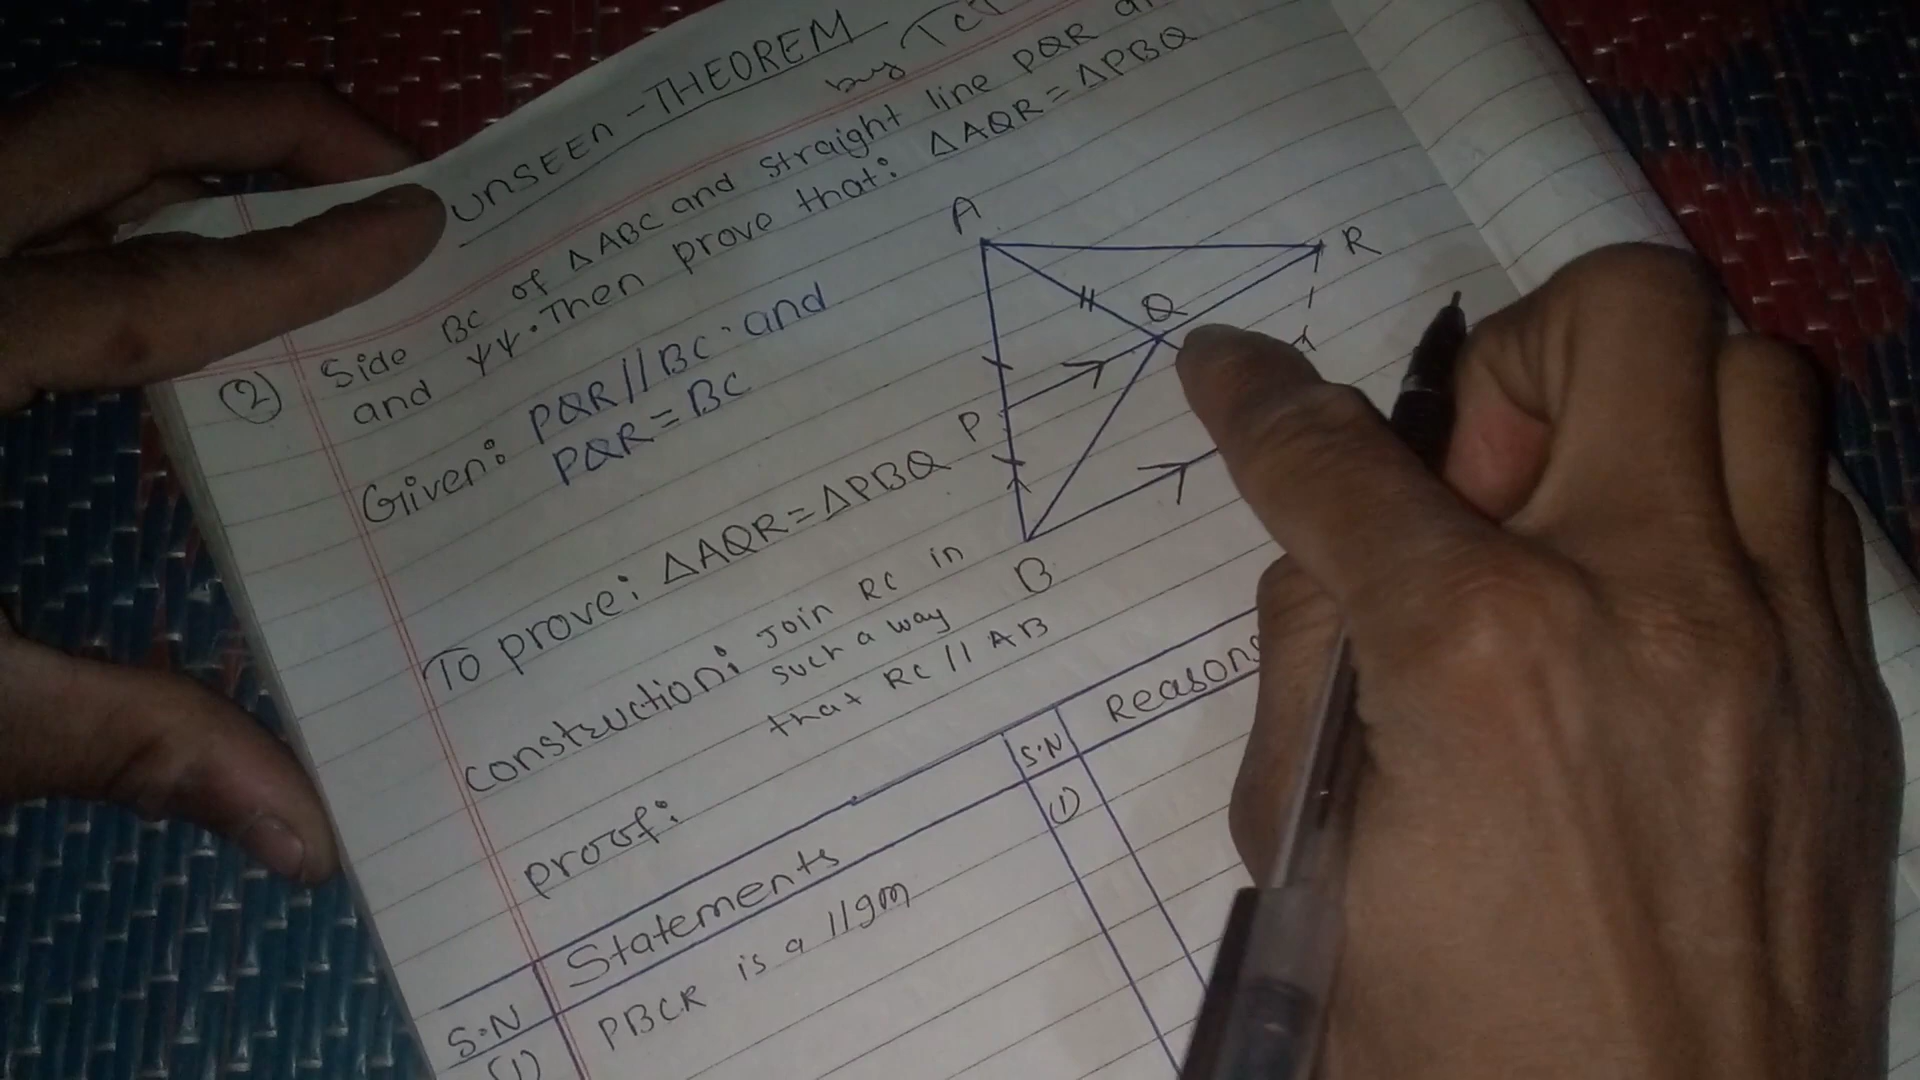 UNSEEN-THEOREM
by TCT
② Side BC of ΔABC and straight line PQR
and ΨΨ. Then prove that: ΔAQR = ΔPBQ
Given: PQR//BC and
PQR = BC
A
R
Q
P
B
To prove: ΔAQR = ΔPBQ
Construction: Join RC in
such a way
that RC // AB
Proof:
S.N Statements S.N Reasons
(1) PBCR is a //gm (1)